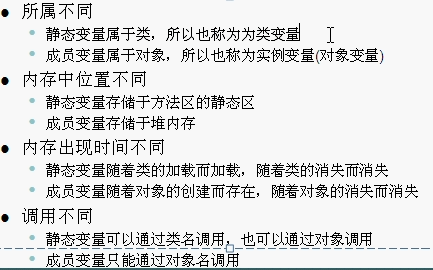 所属不同
静态变量属于类，所以也称为为类变量
成员变量属于对象，所以也称为实例变量(对象变量)
内存中位置不同
静态变量存储于方法区的静态区
成员变量存储于堆内存
内存出现时间不同
静态变量随着类的加载而加载，随着类的消失而消失
成员变量随着对象的创建而存在，随着对象的消失而消失
调用不同
静态变量可以通过类名调用，也可以通过对象调用
成员变量只能通过对象名调用